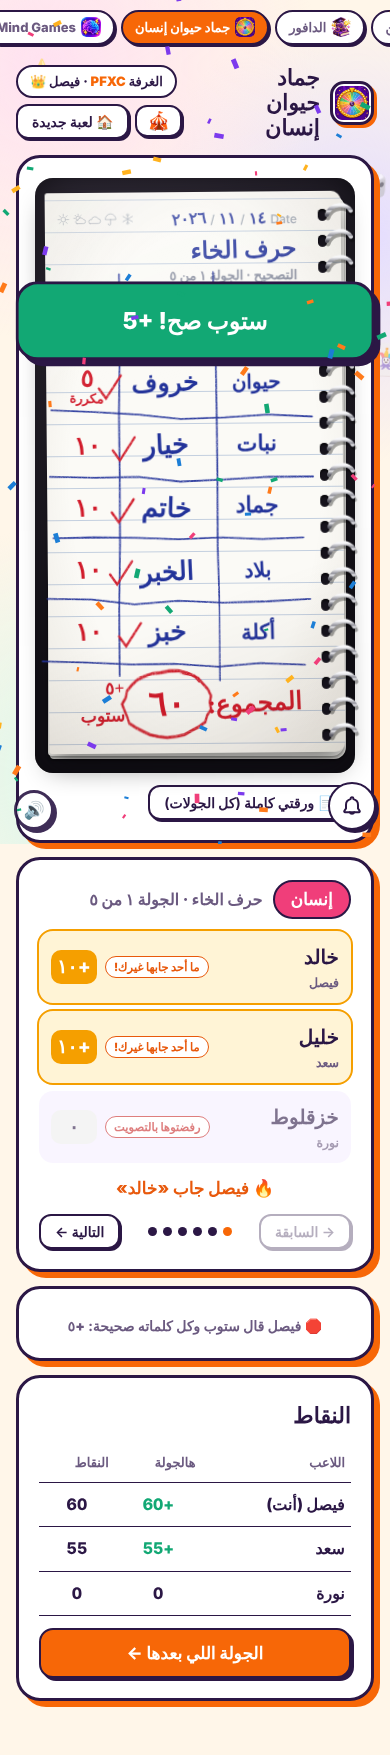 الدافور
جماد حيوان إنسان
Mind Games
جماد
حيوان
إنسان
الغرفة PFXC · فيصل 👑
🎪
🏠 لعبة جديدة
Date ١٤ / ١١ / ٢٠٢٦
حرف الخاء
التصحيح · الجولة ١ من ٥
ستوب صح! +5
حيوان خروف ٥
مكررة
نبات خيار ١٠
جماد خاتم ١٠
بلاد الخبر ١٠
أكلة خبز ١٠
المجموع: ٦٠ +٥
ستوب
ورقتي كاملة (كل الجولات)
إنسان حرف الخاء · الجولة ١ من ٥
خالد ما أحد جابها غيرك! +١٠
فيصل
خليل ما أحد جابها غيرك! +١٠
سعد
خزقلوط رفضتوها بالتصويت ٠
نورة
🔥 فيصل جاب «خالد»
→ السابقة
التالية ←
🛑 فيصل قال ستوب وكل كلماته صحيحة: +٥
النقاط
اللاعب هالجولة النقاط
فيصل (أنت) +60 60
سعد +55 55
نورة 0 0
الجولة اللي بعدها ←